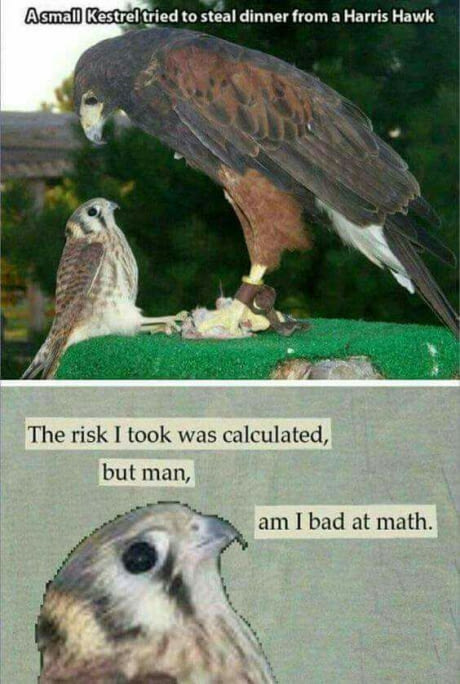 A small Kestrel tried to steal dinner from a Harris Hawk
The risk I took was calculated,
but man,
am I bad at math.